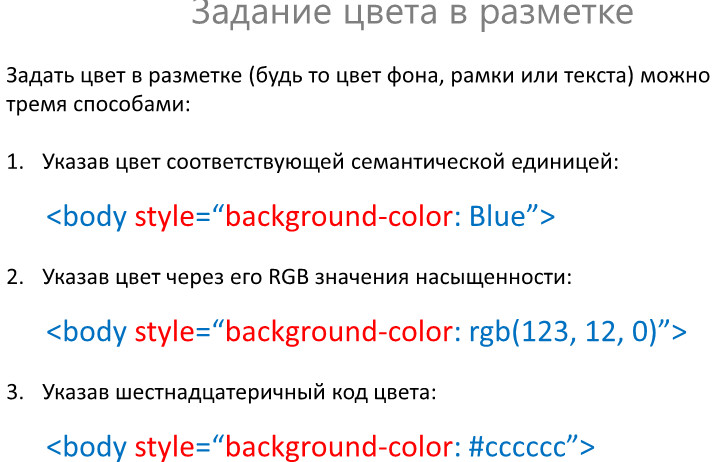 Задание цвета в разметке
Задать цвет в разметке (будь то цвет фона, рамки или текста) можно
тремя способами:
1. Указав цвет соответствующей семантической единицей:
<body style=“background-color: Blue”>
2. Указав цвет через его RGB значения насыщенности:
<body style=“background-color: rgb(123, 12, 0)”>
3. Указав шестнадцатеричный код цвета:
<body style=“background-color: #cccccc”>